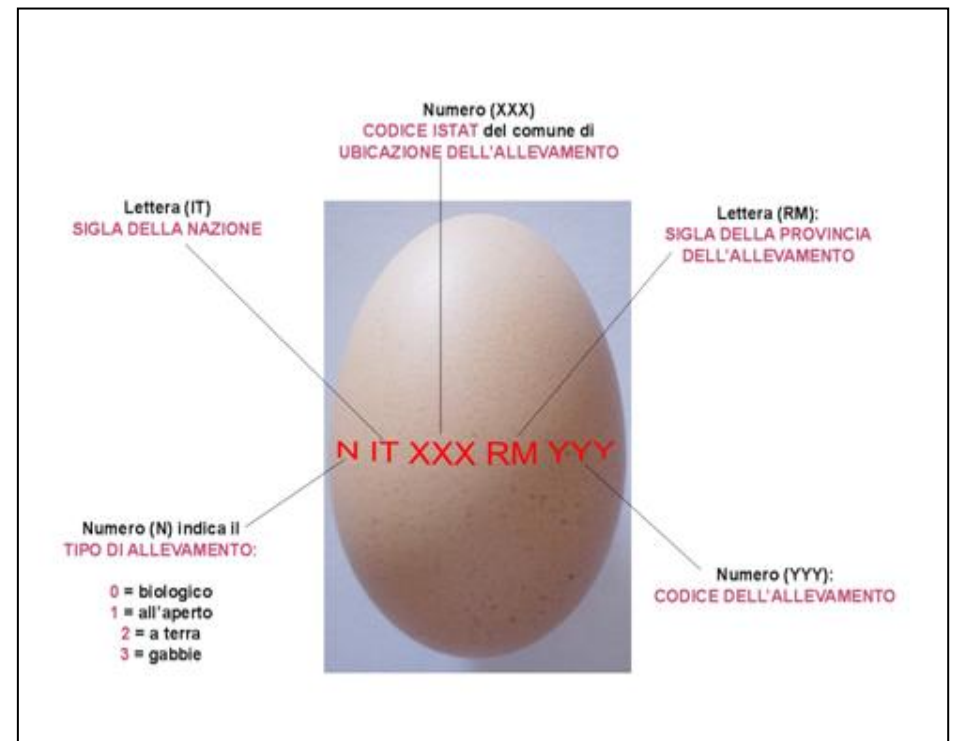 Numero (XXX)
CODICE ISTAT del comune di
UBICAZIONE DELL'ALLEVAMENTO
Lettera (IT)
SIGLA DELLA NAZIONE
Lettera (RM):
SIGLA DELLA PROVINCIA
DELL'ALLEVAMENTO
N IT XXX RM YYY
Numero (N) indica il
TIPO DI ALLEVAMENTO:
0 = biologico
1 = all'aperto
2 = a terra
3 = gabbie
Numero (YYY):
CODICE DELL'ALLEVAMENTO